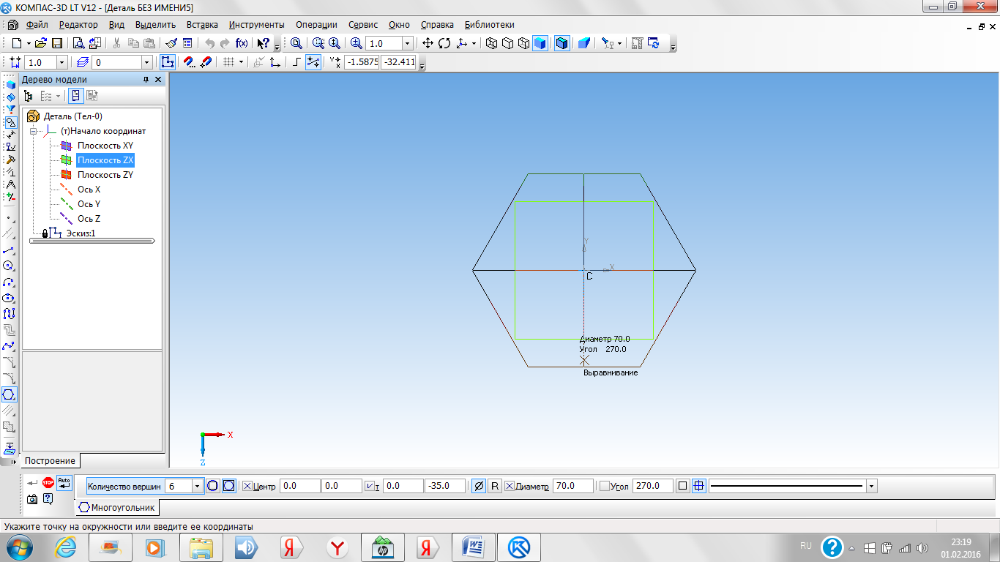 КОМПАС-3D LT V12 - [Деталь БЕЗ ИМЕНИ5]
Файл Редактор Вид Выделить Вставка Инструменты Операции Сервис Окно Справка Библиотеки
f(x) 1.0
1.0 0 -1.5875 -32.411
Дерево модели
Деталь (Тел-0)
(т)Начало координат
Плоскость XY
Плоскость ZX
Плоскость ZY
Ось X
Ось Y
Ось Z
Эскиз:1
Построение
Y
X
Диаметр 70.0
Угол 270.0
Выравнивание
X
Z
STOP Auto
Количество вершин 6 Центр 0.0 0.0 т 0.0 -35.0 R Диаметр 70.0 Угол 270.0
Многоугольник
Укажите точку на окружности или введите ее координаты
RU
23:19
01.02.2016